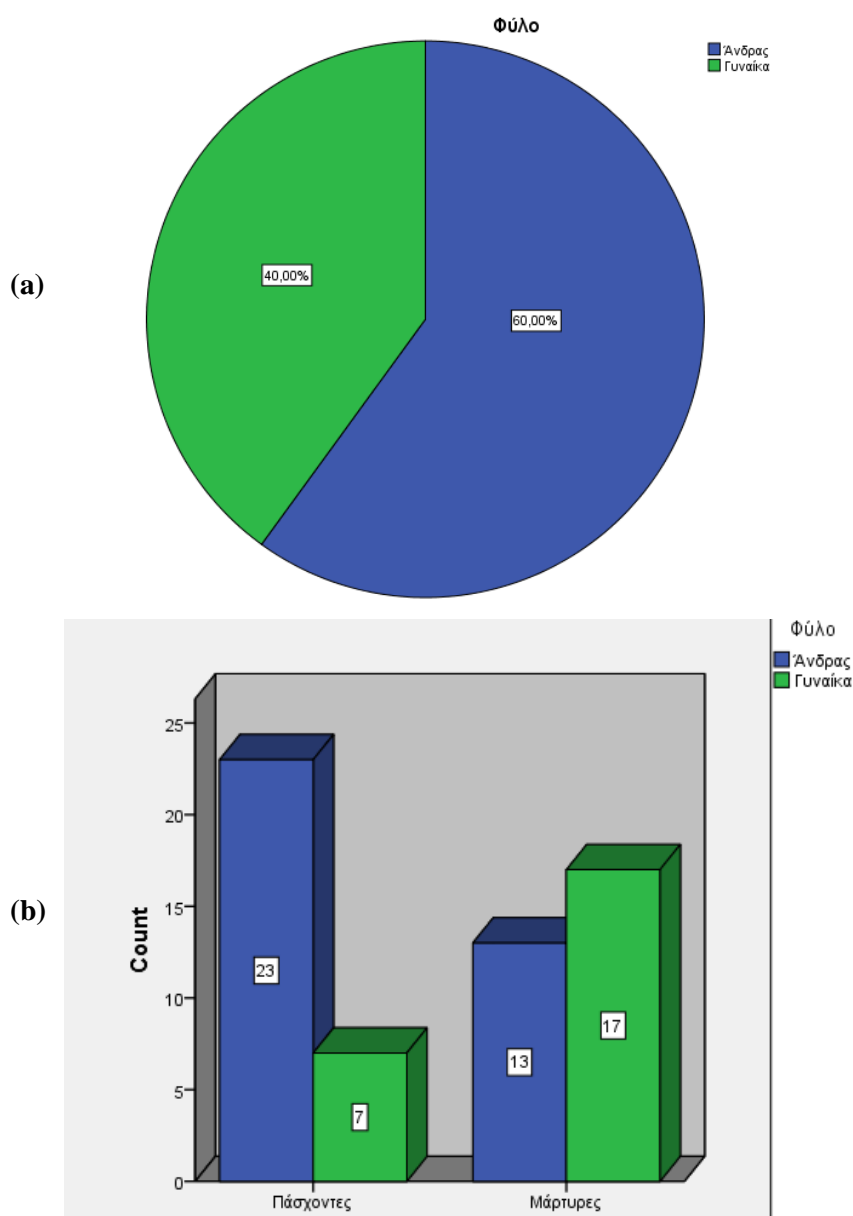 Φύλο
Άνδρας
Γυναίκα
(a)
40,00%
60,00%
Φύλο
Άνδρας
Γυναίκα
(b)
Count
25
20
15
10
5
0
23
7
13
17
Πάσχοντες
Μάρτυρες